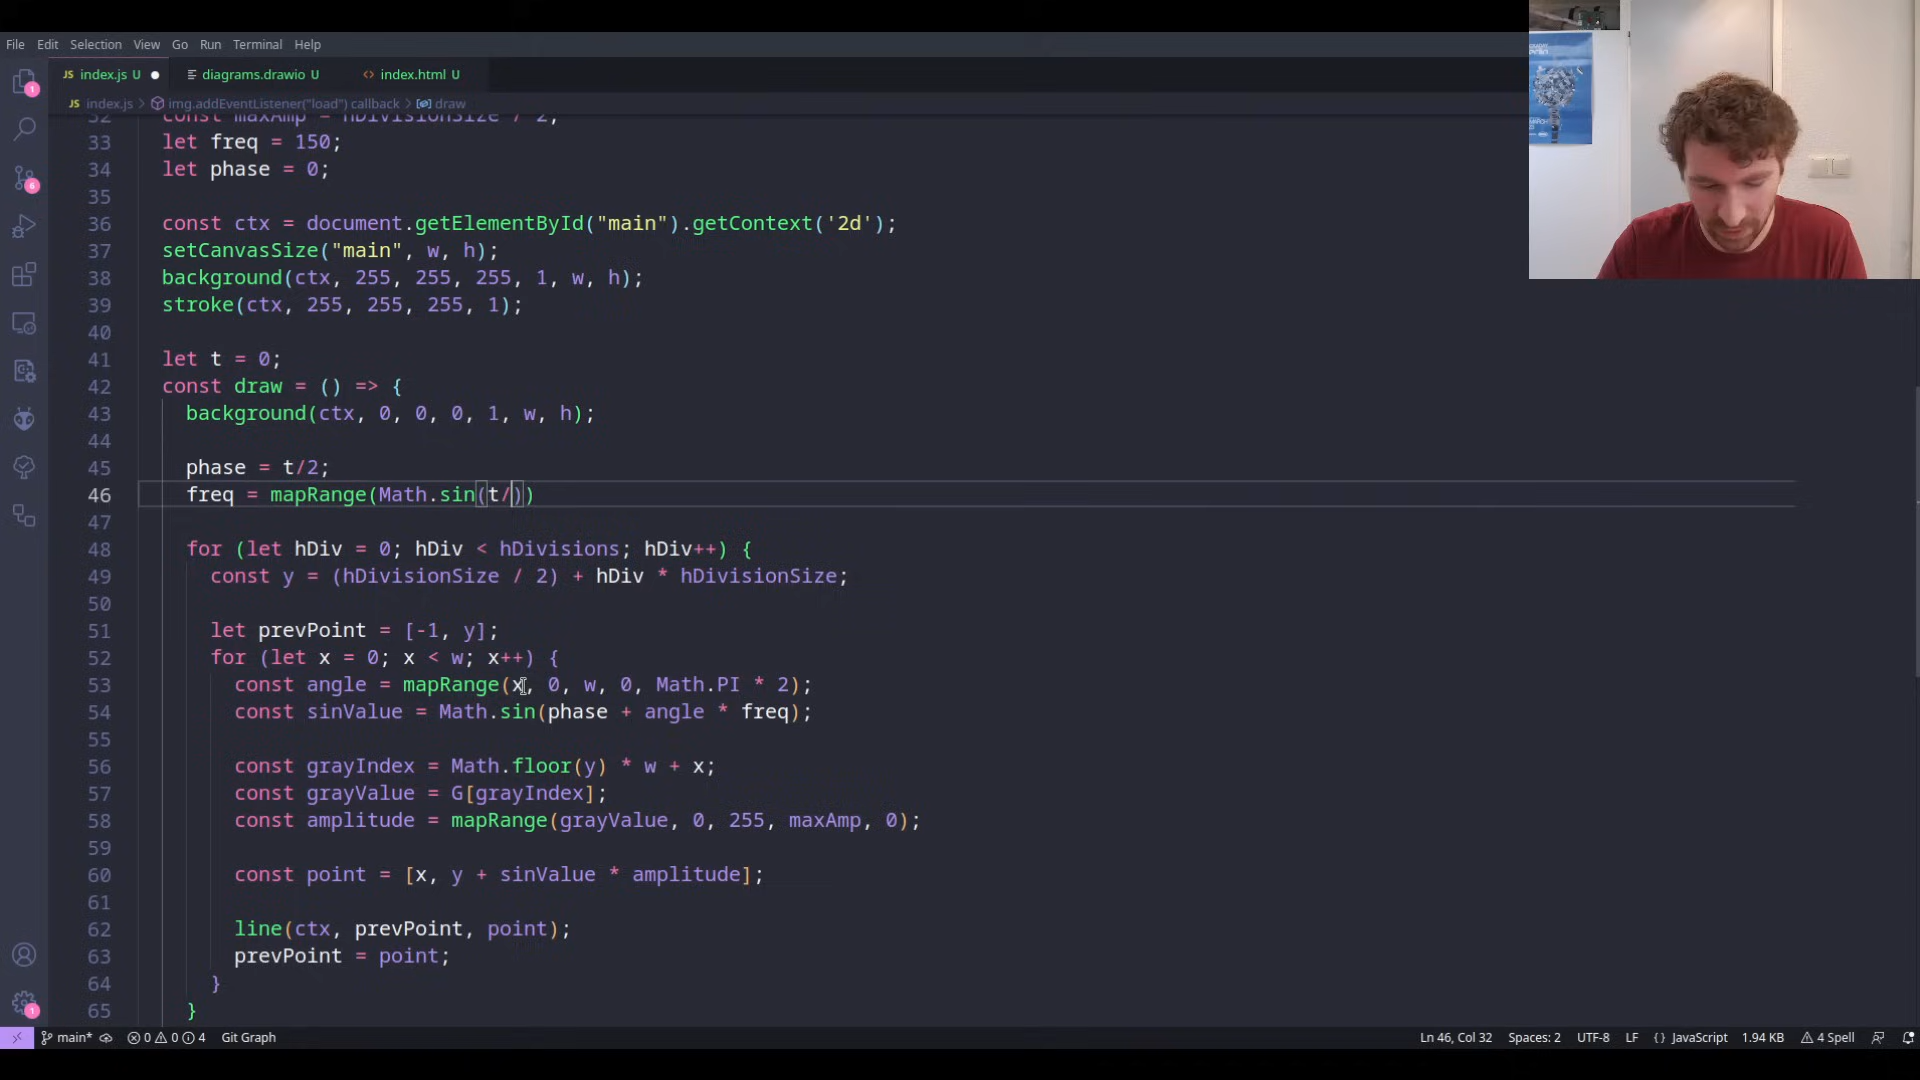 File Edit Selection View Go Run Terminal Help
JS index.js U ● diagrams.drawio U <> index.html U
JS index.js > img.addEventListener("load") callback > draw
32 const maxAmp = hDivisionSize / 2;
33 let freq = 150;
34 let phase = 0;
35
36 const ctx = document.getElementById("main").getContext('2d');
37 setCanvasSize("main", w, h);
38 background(ctx, 255, 255, 255, 1, w, h);
39 stroke(ctx, 255, 255, 255, 1);
40
41 let t = 0;
42 const draw = () => {
43 background(ctx, 0, 0, 0, 1, w, h);
44
45 phase = t/2;
46 freq = mapRange(Math.sin(t/))
47
48 for (let hDiv = 0; hDiv < hDivisions; hDiv++) {
49 const y = (hDivisionSize / 2) + hDiv * hDivisionSize;
50
51 let prevPoint = [-1, y];
52 for (let x = 0; x < w; x++) {
53 const angle = mapRange(x, 0, w, 0, Math.PI * 2);
54 const sinValue = Math.sin(phase + angle * freq);
55
56 const grayIndex = Math.floor(y) * w + x;
57 const grayValue = G[grayIndex];
58 const amplitude = mapRange(grayValue, 0, 255, maxAmp, 0);
59
60 const point = [x, y + sinValue * amplitude];
61
62 line(ctx, prevPoint, point);
63 prevPoint = point;
64 }
65 }
1
6
1
main* 0 0 4 Git Graph Ln 46, Col 32 Spaces: 2 UTF-8 LF {} JavaScript 1.94 KB 4 Spell